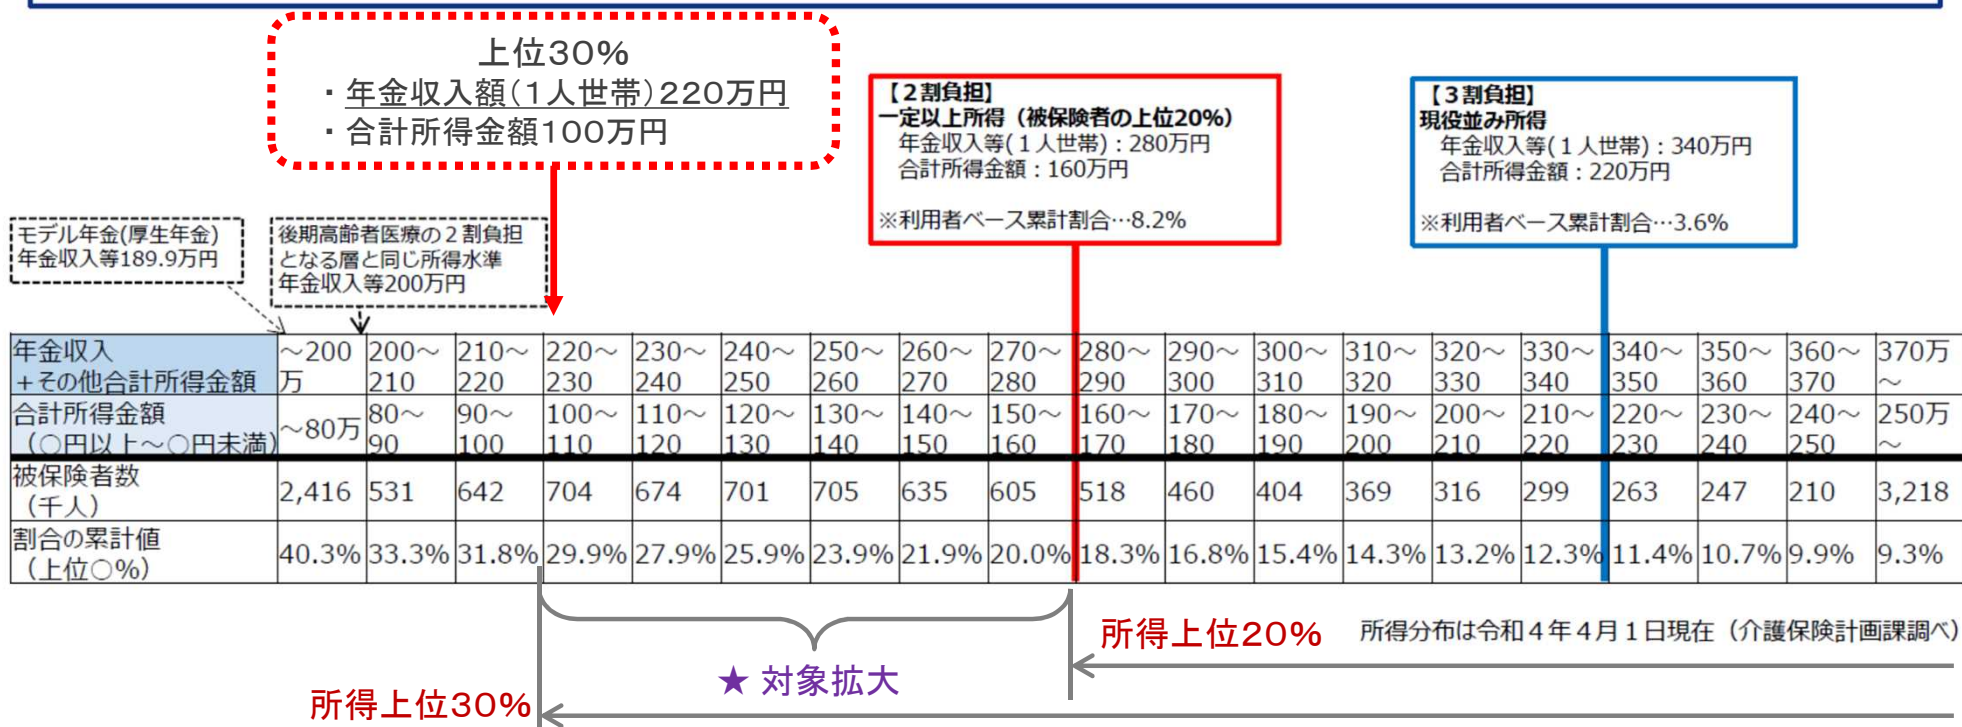 上位30%
・年金収入額(1人世帯)220万円
・合計所得金額100万円
【２割負担】
一定以上所得（被保険者の上位20%）
年金収入等(１人世帯)：280万円
合計所得金額：160万円
※利用者ベース累計割合…8.2%
【３割負担】
現役並み所得
年金収入等(１人世帯)：340万円
合計所得金額：220万円
※利用者ベース累計割合…3.6%
モデル年金(厚生年金)
年金収入等189.9万円
後期高齢者医療の２割負担
となる層と同じ所得水準
年金収入等200万円
年金収入
+その他合計所得金額
～200万 200～210 210～220 220～230 230～240 240～250 250～260 260～270 270～280 280～290 290～300 300～310 310～320 320～330 330～340 340～350 350～360 360～370 370万～
合計所得金額
（○円以上～○円未満）
～80万 80～90 90～100 100～110 110～120 120～130 130～140 140～150 150～160 160～170 170～180 180～190 190～200 200～210 210～220 220～230 230～240 240～250 250万～
被保険者数
（千人）
2,416 531 642 704 674 701 705 635 605 518 460 404 369 316 299 263 247 210 3,218
割合の累計値
（上位○%）
40.3% 33.3% 31.8% 29.9% 27.9% 25.9% 23.9% 21.9% 20.0% 18.3% 16.8% 15.4% 14.3% 13.2% 12.3% 11.4% 10.7% 9.9% 9.3%
所得上位20%
所得分布は令和４年４月１日現在（介護保険計画課調べ）
★ 対象拡大
所得上位30%